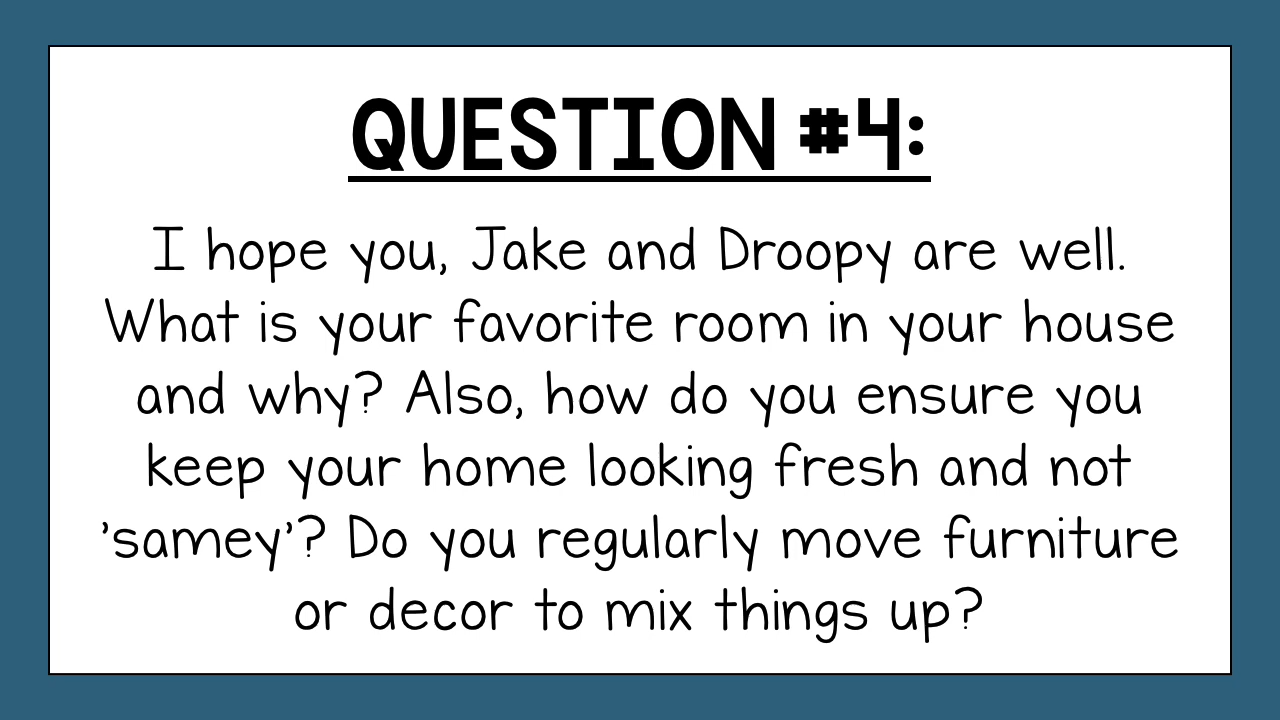 QUESTION #4:
I hope you, Jake and Droopy are well.
What is your favorite room in your house
and why? Also, how do you ensure you
keep your home looking fresh and not
'samey'? Do you regularly move furniture
or decor to mix things up?